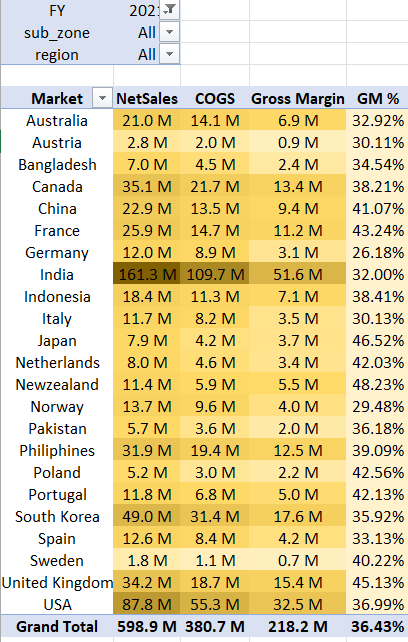 FY 2021
sub_zone All
region All
Market NetSales COGS Gross Margin GM %
Australia 21.0 M 14.1 M 6.9 M 32.92%
Austria 2.8 M 2.0 M 0.9 M 30.11%
Bangladesh 7.0 M 4.5 M 2.4 M 34.54%
Canada 35.1 M 21.7 M 13.4 M 38.21%
China 22.9 M 13.5 M 9.4 M 41.07%
France 25.9 M 14.7 M 11.2 M 43.24%
Germany 12.0 M 8.9 M 3.1 M 26.18%
India 161.3 M 109.7 M 51.6 M 32.00%
Indonesia 18.4 M 11.3 M 7.1 M 38.41%
Italy 11.7 M 8.2 M 3.5 M 30.13%
Japan 7.9 M 4.2 M 3.7 M 46.52%
Netherlands 8.0 M 4.6 M 3.4 M 42.03%
Newzealand 11.4 M 5.9 M 5.5 M 48.23%
Norway 13.7 M 9.6 M 4.0 M 29.48%
Pakistan 5.7 M 3.6 M 2.0 M 36.18%
Philiphines 31.9 M 19.4 M 12.5 M 39.09%
Poland 5.2 M 3.0 M 2.2 M 42.56%
Portugal 11.8 M 6.8 M 5.0 M 42.13%
South Korea 49.0 M 31.4 M 17.6 M 35.92%
Spain 12.6 M 8.4 M 4.2 M 33.13%
Sweden 1.8 M 1.1 M 0.7 M 40.22%
United Kingdom 34.2 M 18.7 M 15.4 M 45.13%
USA 87.8 M 55.3 M 32.5 M 36.99%
Grand Total 598.9 M 380.7 M 218.2 M 36.43%